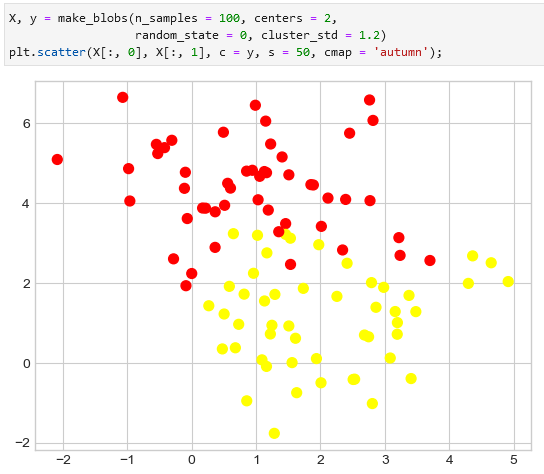 X, y = make_blobs(n_samples = 100, centers = 2,
random_state = 0, cluster_std = 1.2)
plt.scatter(X[:, 0], X[:, 1], c = y, s = 50, cmap = 'autumn');
6
4
2
0
−2
−2 −1 0 1 2 3 4 5